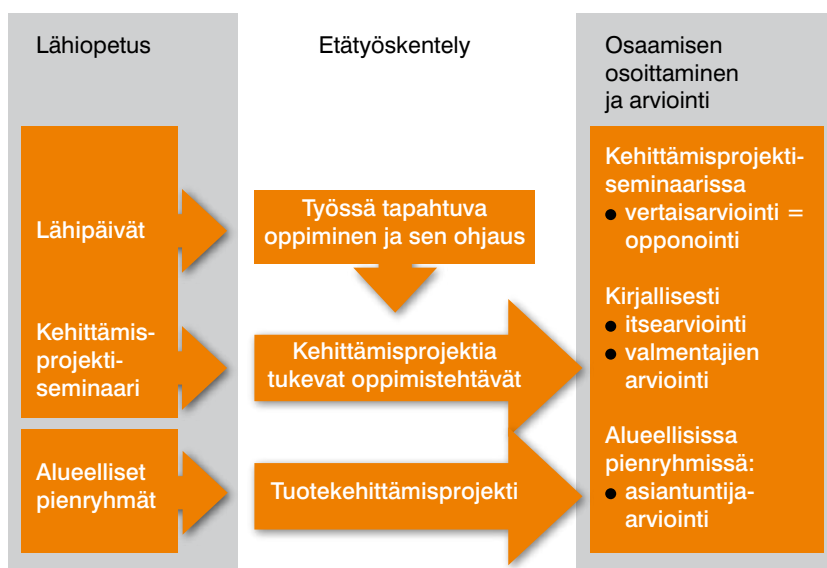 Lähiopetus
Etätyöskentely
Osaamisen
osoittaminen
ja arviointi
Lähipäivät
Kehittämis-
projekti-
seminaari
Alueelliset
pienryhmät
Työssä tapahtuva
oppiminen ja sen ohjaus
Kehittämisprojektia
tukevat oppimistehtävät
Tuotekehittämisprojekti
Kehittämisprojekti-
seminaarissa
● vertaisarviointi =
opponointi
Kirjallisesti
● itsearviointi
● valmentajien
arviointi
Alueellisissa
pienryhmissä:
● asiantuntija-
arviointi